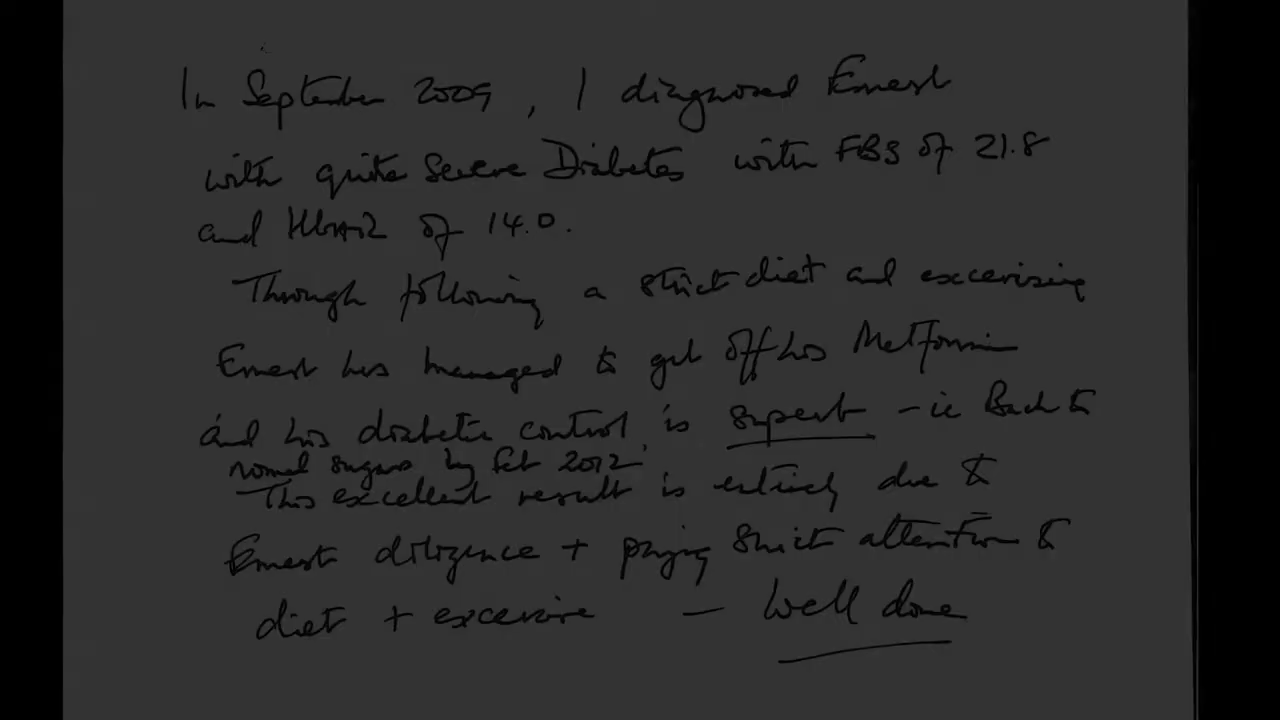 In September 2009, I diagnosed Ernest
with quite severe Diabetes with FBS of 21.8
and of 14.0.
Through following a strict diet and excerising
Ernest has managed to get off his Metformin
and his diabetic control is superb - ie Back to
normal sugars by Feb 2012
This excellent result is entirely due to
Ernest diligence + paying strict attention to
diet + excerise - Well done